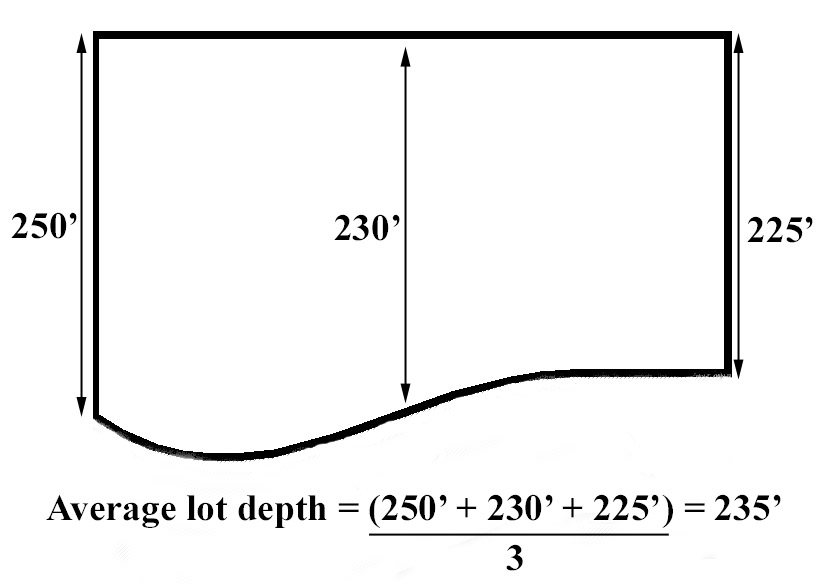 250’
230’
225’
Average lot depth = (250’ + 230’ + 225’) = 235’
3